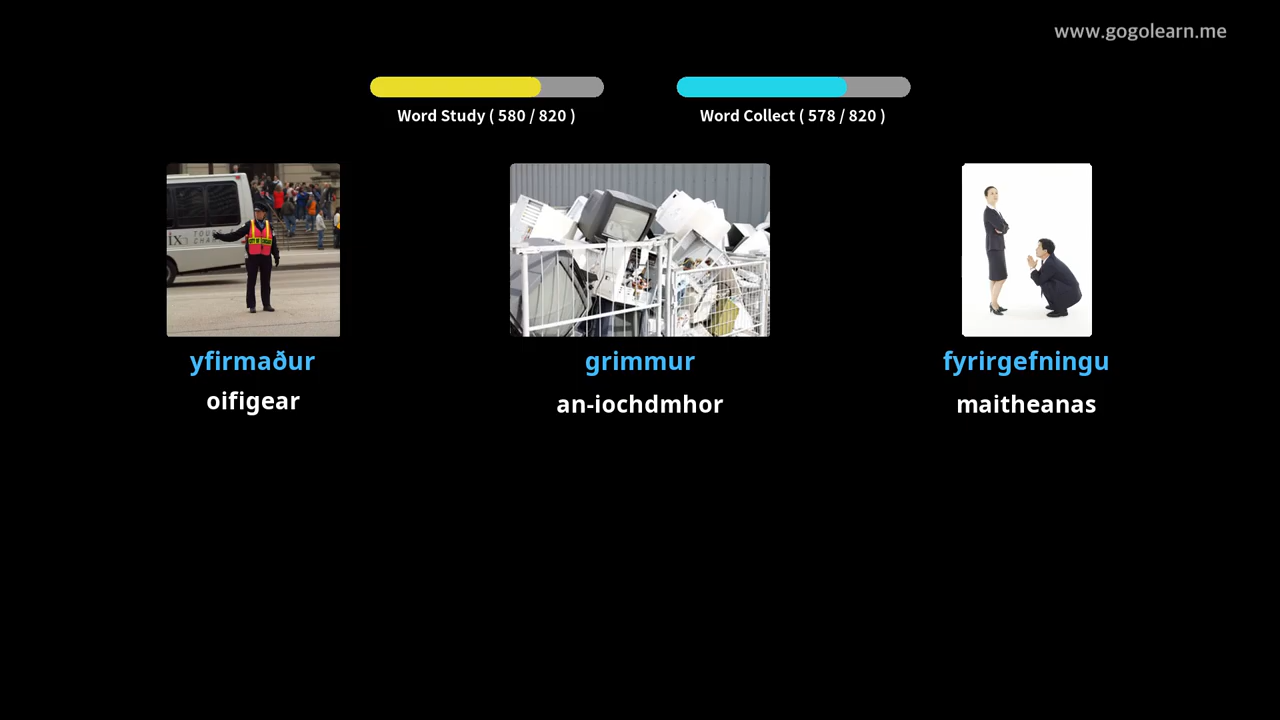 www.gogolearn.me
Word Study ( 580 / 820 )
Word Collect ( 578 / 820 )
yfirmaður
grimmur
fyrirgefningu
oifigear
an-iochdmhor
maitheanas